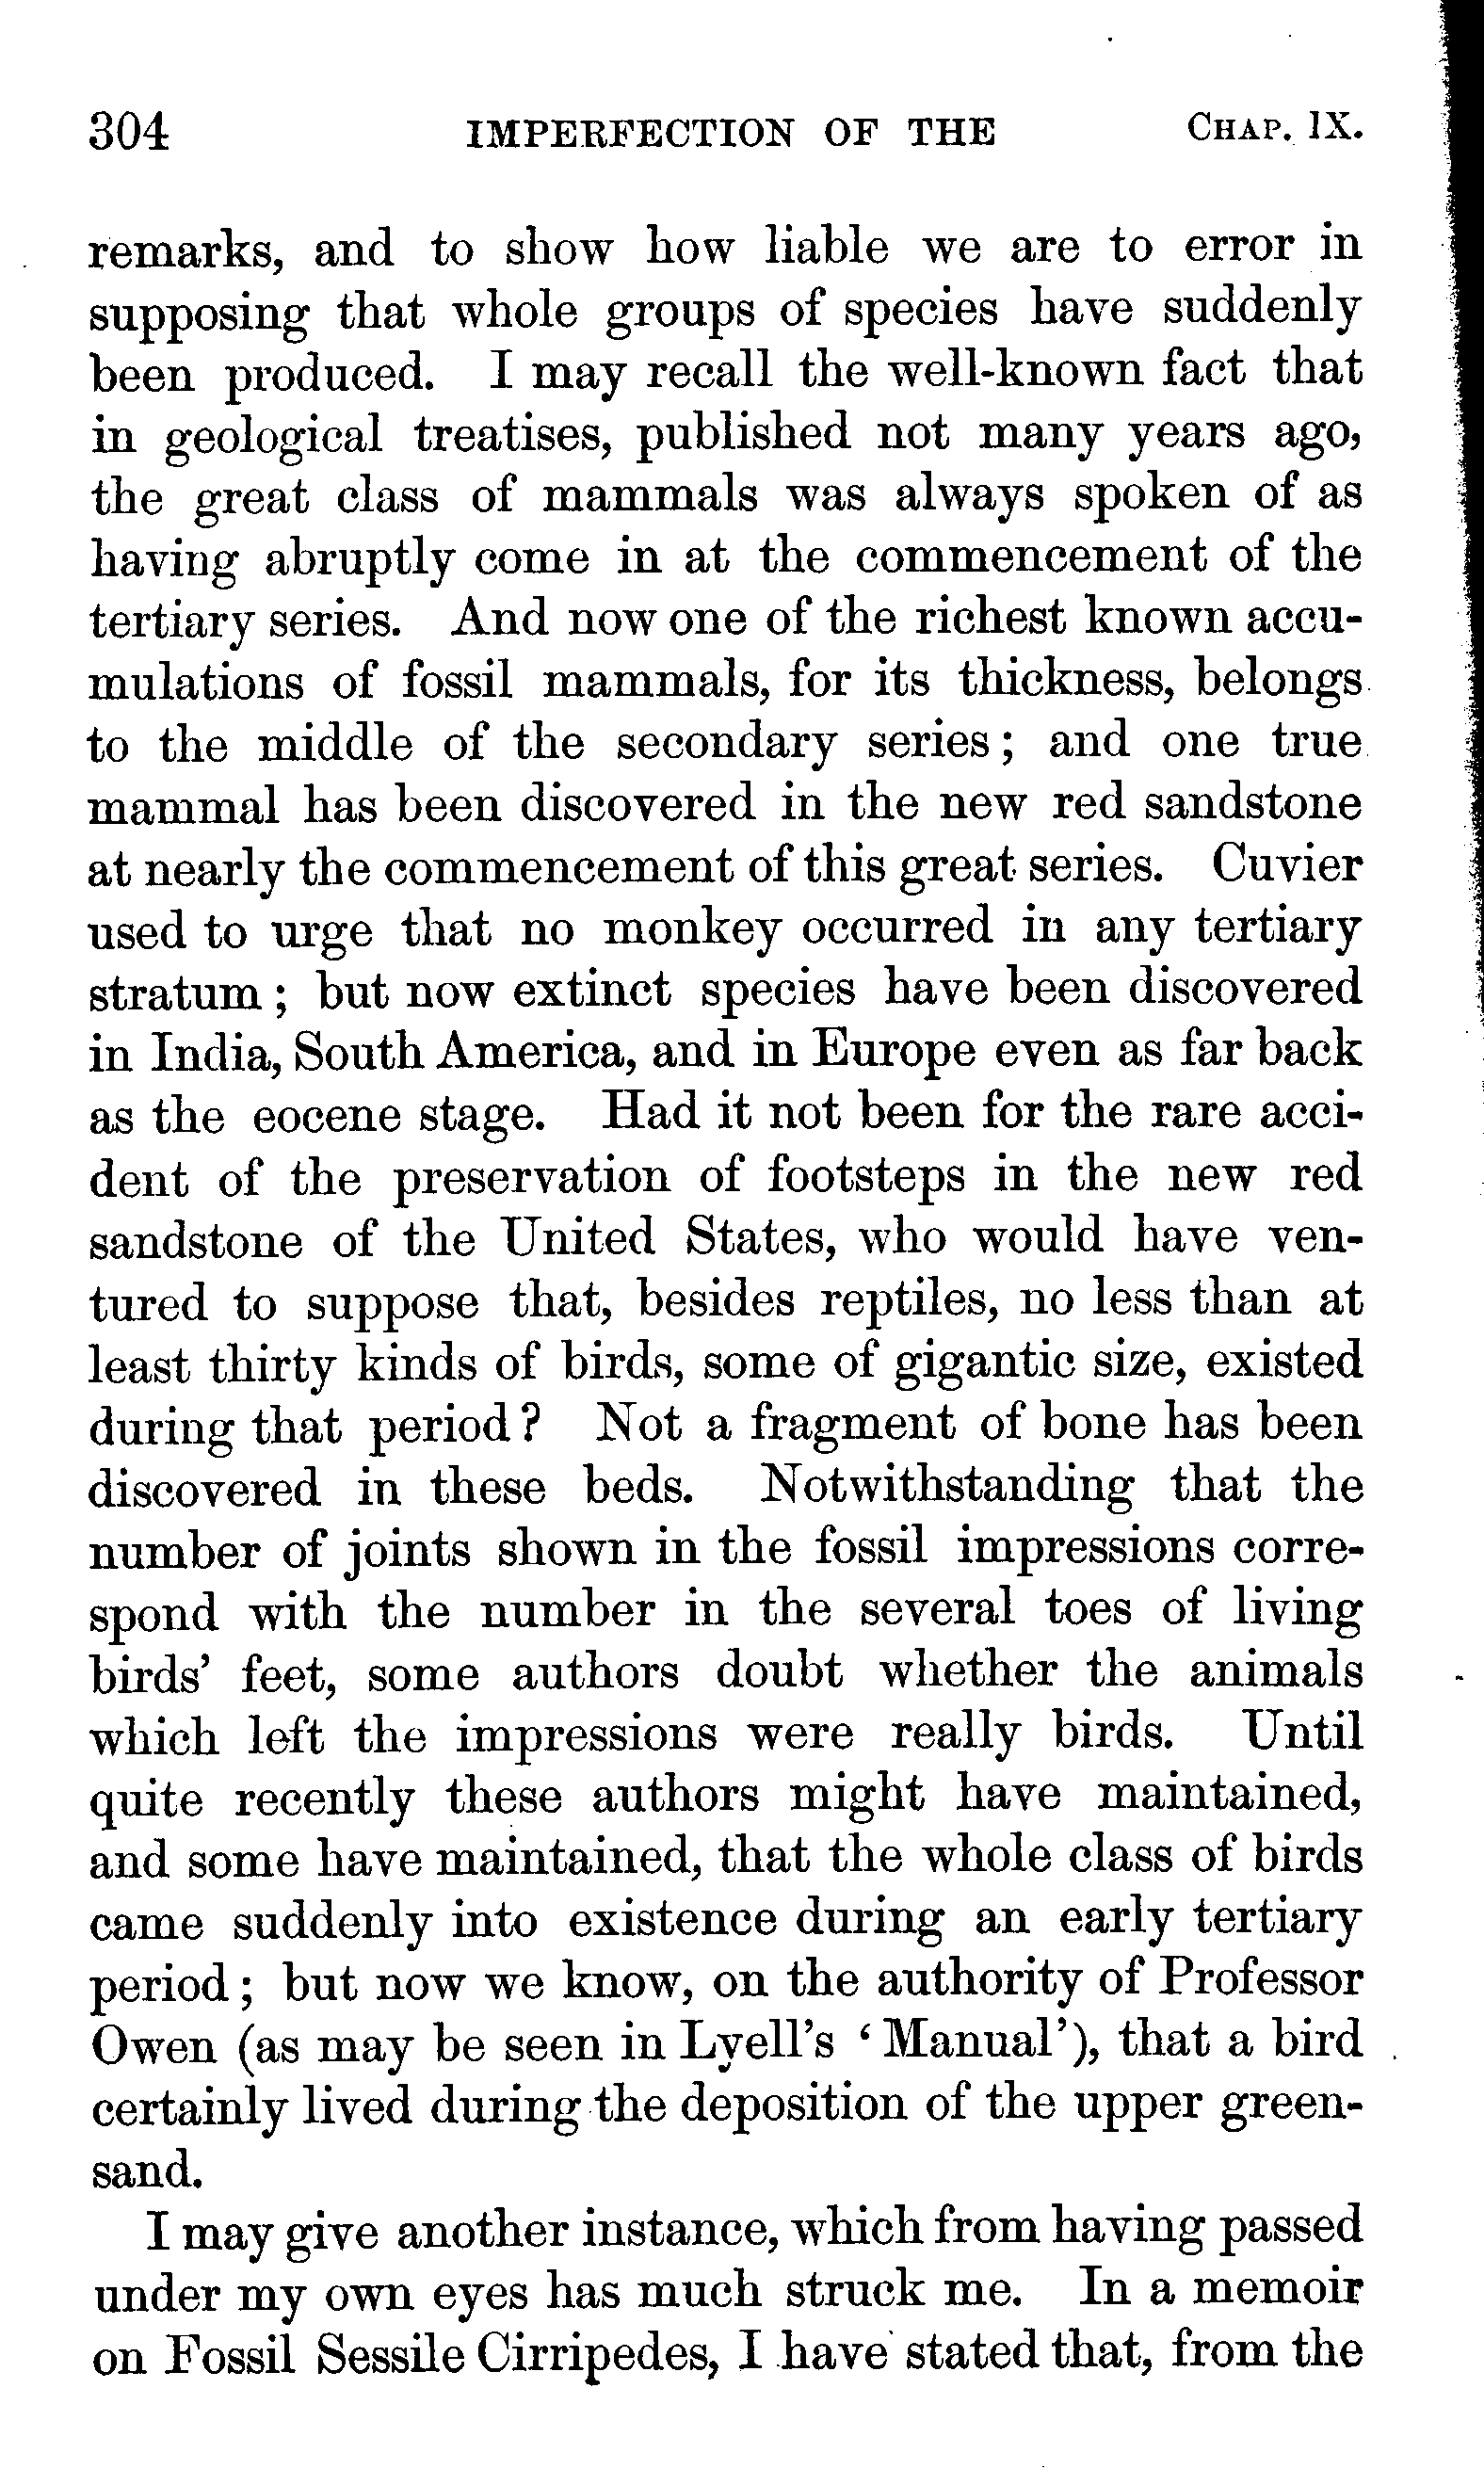 304 IMPERFECTION OF THE CHAP. IX.
remarks, and to show how liable we are to error in
supposing that whole groups of species have suddenly
been produced. I may recall the well-known fact that
in geological treatises, published not many years ago,
the great class of mammals was always spoken of as
having abruptly come in at the commencement of the
tertiary series. And now one of the richest known accu-
mulations of fossil mammals, for its thickness, belongs
to the middle of the secondary series; and one true
mammal has been discovered in the new red sandstone
at nearly the commencement of this great series. Cuvier
used to urge that no monkey occurred in any tertiary
stratum; but now extinct species have been discovered
in India, South America, and in Europe even as far back
as the eocene stage. Had it not been for the rare acci-
dent of the preservation of footsteps in the new red
sandstone of the United States, who would have ven-
tured to suppose that, besides reptiles, no less than at
least thirty kinds of birds, some of gigantic size, existed
during that period? Not a fragment of bone has been
discovered in these beds. Notwithstanding that the
number of joints shown in the fossil impressions corre-
spond with the number in the several toes of living
birds' feet, some authors doubt whether the animals
which left the impressions were really birds. Until
quite recently these authors might have maintained,
and some have maintained, that the whole class of birds
came suddenly into existence during an early tertiary
period; but now we know, on the authority of Professor
Owen (as may be seen in Lyell's 'Manual'), that a bird
certainly lived during the deposition of the upper green-
sand.
I may give another instance, which from having passed
under my own eyes has much struck me. In a memoir
on Fossil Sessile Cirripedes, I have stated that, from the